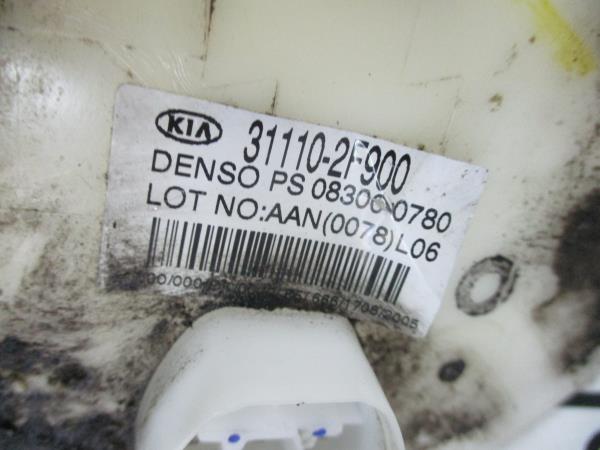 KIA 31110-2F900
DENSO PS 08300-0780
LOT NO:AAN(0078)L06